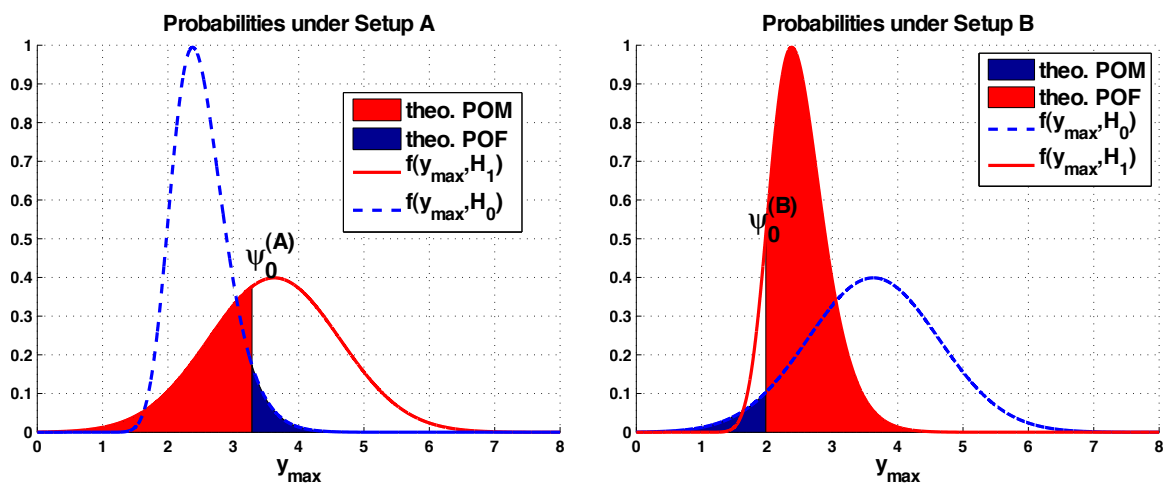 Probabilities under Setup A
1
0.9
0.8
0.7
0.6
0.5
0.4
0.3
0.2
0.1
0
0 1 2 3 4 5 6 7 8
y_max
theo. POM
theo. POF
f(y_max,H_1)
f(y_max,H_0)
ψ_0^(A)
Probabilities under Setup B
1
0.9
0.8
0.7
0.6
0.5
0.4
0.3
0.2
0.1
0
0 1 2 3 4 5 6 7 8
y_max
theo. POM
theo. POF
f(y_max,H_0)
f(y_max,H_1)
ψ_0^(B)